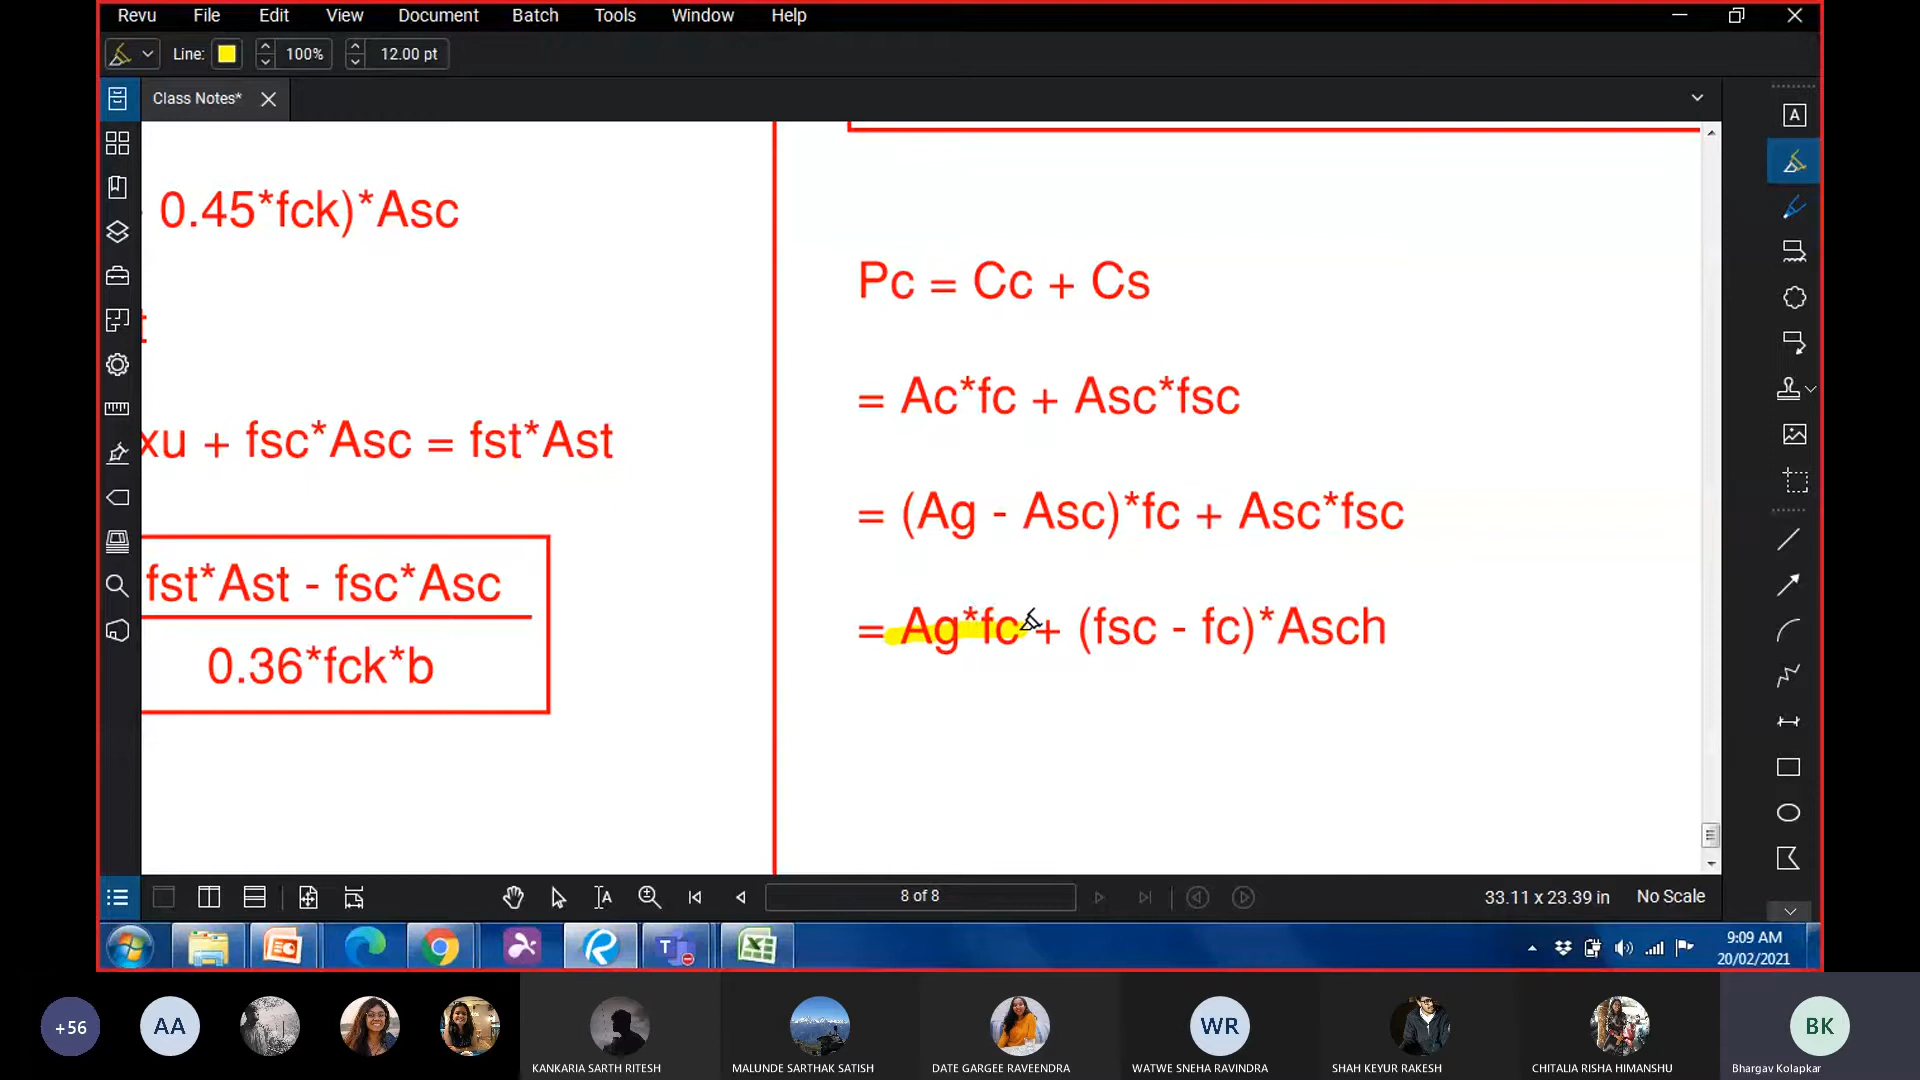 Revu File Edit View Document Batch Tools Window Help
Line: 100% 12.00 pt
Class Notes*
0.45*fck)*Asc
xu + fsc*Asc = fst*Ast
fst*Ast - fsc*Asc
0.36*fck*b
Pc = Cc + Cs
= Ac*fc + Asc*fsc
= (Ag - Asc)*fc + Asc*fsc
= Ag*fc + (fsc - fc)*Asch
8 of 8
33.11 x 23.39 in No Scale
9:09 AM
20/02/2021
+56 AA WR BK
KANKARIA SARTH RITESH MALUNDE SARTHAK SATISH DATE GARGEE RAVEENDRA WATWE SNEHA RAVINDRA SHAH KEYUR RAKESH CHITALIA RISHA HIMANSHU Bhargav Kolapkar